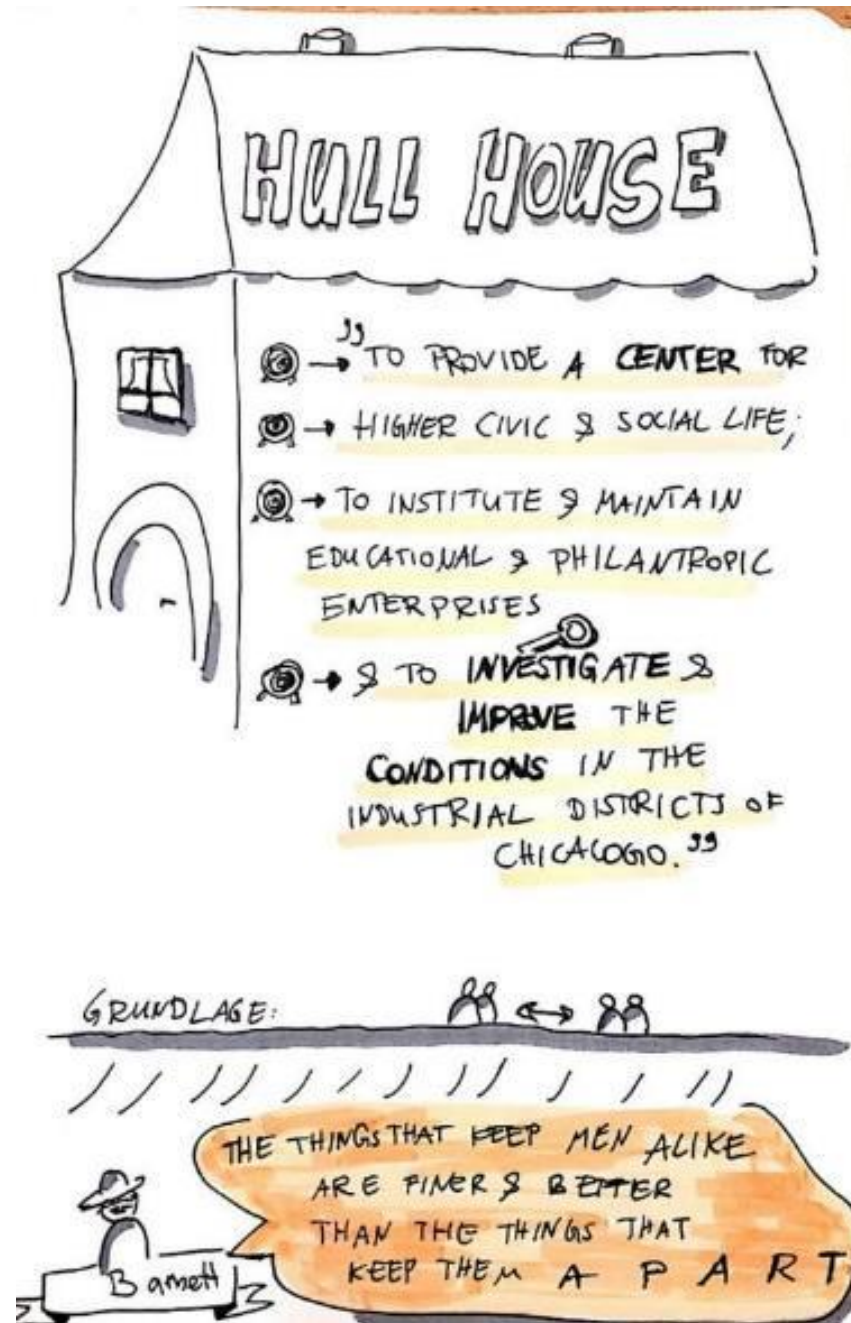 HULL HOUSE
„TO PROVIDE A CENTER FOR
HIGHER CIVIC & SOCIAL LIFE;
TO INSTITUTE & MAINTAIN
EDUCATIONAL & PHILANTROPIC
ENTERPRISES
& TO INVESTIGATE &
IMPROVE THE
CONDITIONS IN THE
INDUSTRIAL DISTRICTS OF
CHICACOGO."
GRUNDLAGE:
THE THINGS THAT KEEP MEN ALIKE
ARE FINER & BETTER
THAN THE THINGS THAT
KEEP THEM A P A R T
Barnett